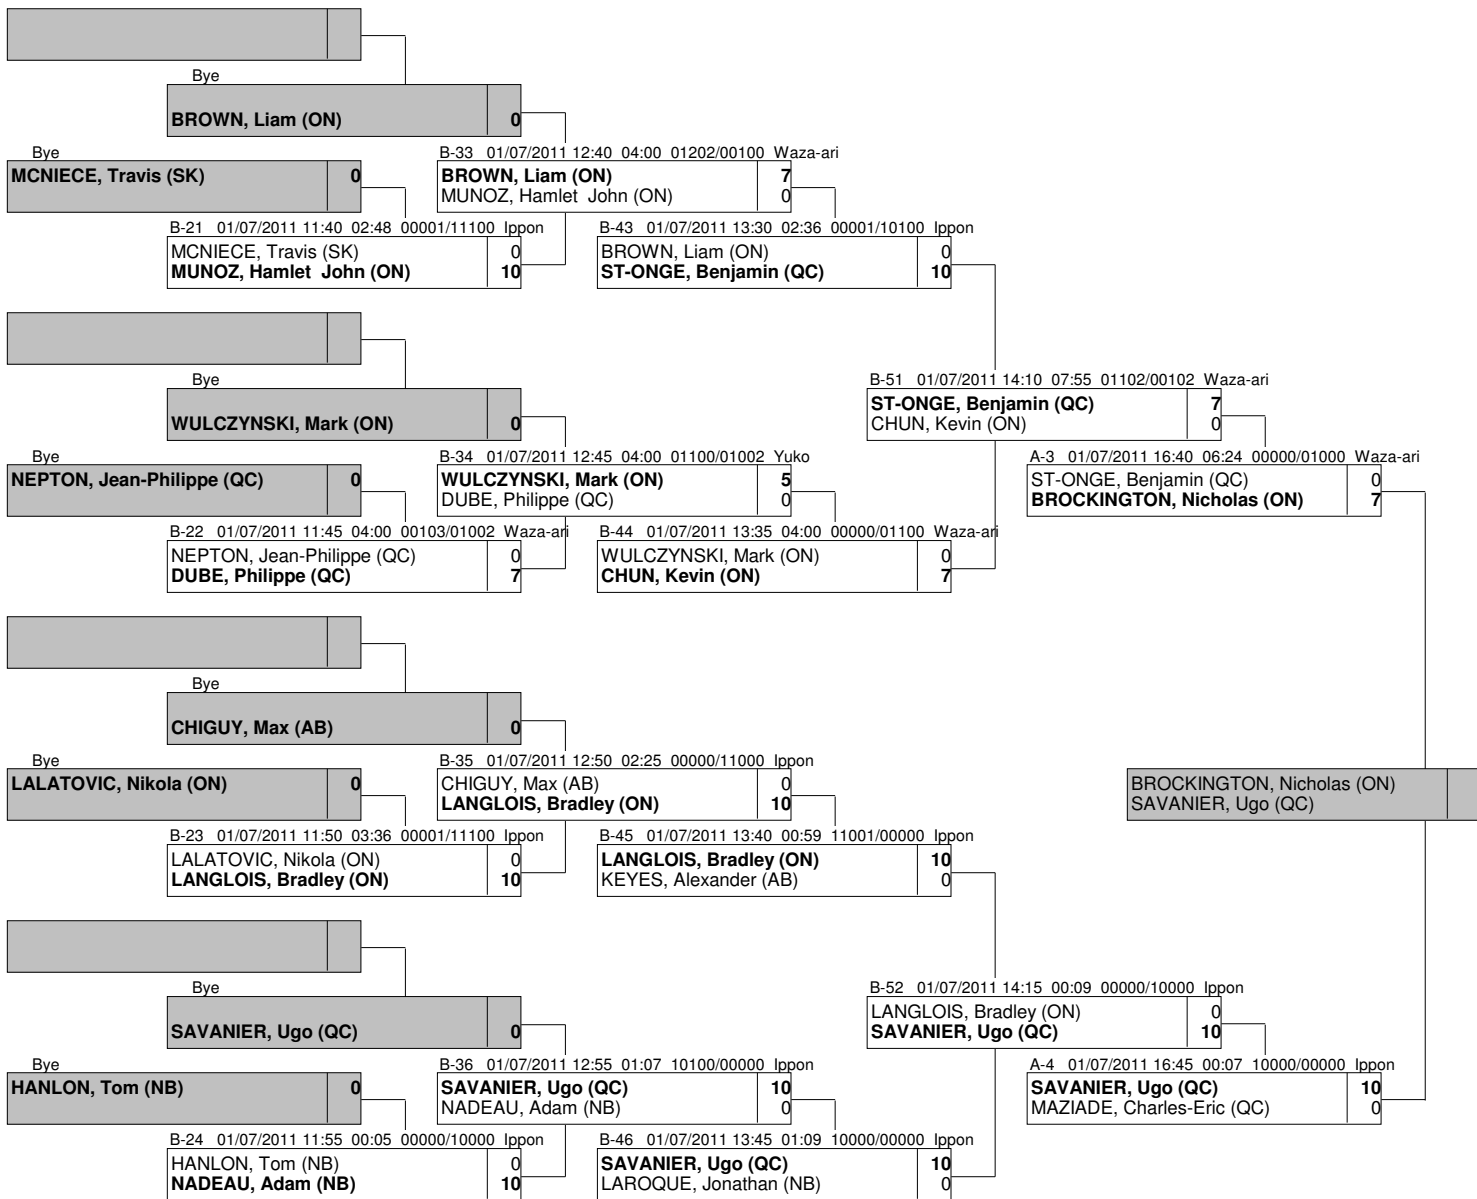 Bye
BROWN, Liam (ON) 0
Bye
MCNIECE, Travis (SK) 0
B-33 01/07/2011 12:40 04:00 01202/00100 Waza-ari
BROWN, Liam (ON) 7
MUNOZ, Hamlet John (ON) 0
B-21 01/07/2011 11:40 02:48 00001/11100 Ippon
MCNIECE, Travis (SK) 0
MUNOZ, Hamlet John (ON) 10
B-43 01/07/2011 13:30 02:36 00001/10100 Ippon
BROWN, Liam (ON) 0
ST-ONGE, Benjamin (QC) 10
Bye
WULCZYNSKI, Mark (ON) 0
B-51 01/07/2011 14:10 07:55 01102/00102 Waza-ari
ST-ONGE, Benjamin (QC) 7
CHUN, Kevin (ON) 0
Bye
NEPTON, Jean-Philippe (QC) 0
B-34 01/07/2011 12:45 04:00 01100/01002 Yuko
WULCZYNSKI, Mark (ON) 5
DUBE, Philippe (QC) 0
A-3 01/07/2011 16:40 06:24 00000/01000 Waza-ari
ST-ONGE, Benjamin (QC) 0
BROCKINGTON, Nicholas (ON) 7
B-22 01/07/2011 11:45 04:00 00103/01002 Waza-ari
NEPTON, Jean-Philippe (QC) 0
DUBE, Philippe (QC) 7
B-44 01/07/2011 13:35 04:00 00000/01100 Waza-ari
WULCZYNSKI, Mark (ON) 0
CHUN, Kevin (ON) 7
Bye
CHIGUY, Max (AB) 0
Bye
LALATOVIC, Nikola (ON) 0
B-35 01/07/2011 12:50 02:25 00000/11000 Ippon
CHIGUY, Max (AB) 0
LANGLOIS, Bradley (ON) 10
BROCKINGTON, Nicholas (ON)
SAVANIER, Ugo (QC)
B-23 01/07/2011 11:50 03:36 00001/11100 Ippon
LALATOVIC, Nikola (ON) 0
LANGLOIS, Bradley (ON) 10
B-45 01/07/2011 13:40 00:59 11001/00000 Ippon
LANGLOIS, Bradley (ON) 10
KEYES, Alexander (AB) 0
Bye
SAVANIER, Ugo (QC) 0
B-52 01/07/2011 14:15 00:09 00000/10000 Ippon
LANGLOIS, Bradley (ON) 0
SAVANIER, Ugo (QC) 10
Bye
HANLON, Tom (NB) 0
B-36 01/07/2011 12:55 01:07 10100/00000 Ippon
SAVANIER, Ugo (QC) 10
NADEAU, Adam (NB) 0
A-4 01/07/2011 16:45 00:07 10000/00000 Ippon
SAVANIER, Ugo (QC) 10
MAZIADE, Charles-Eric (QC) 0
B-24 01/07/2011 11:55 00:05 00000/10000 Ippon
HANLON, Tom (NB) 0
NADEAU, Adam (NB) 10
B-46 01/07/2011 13:45 01:09 10000/00000 Ippon
SAVANIER, Ugo (QC) 10
LAROQUE, Jonathan (NB) 0